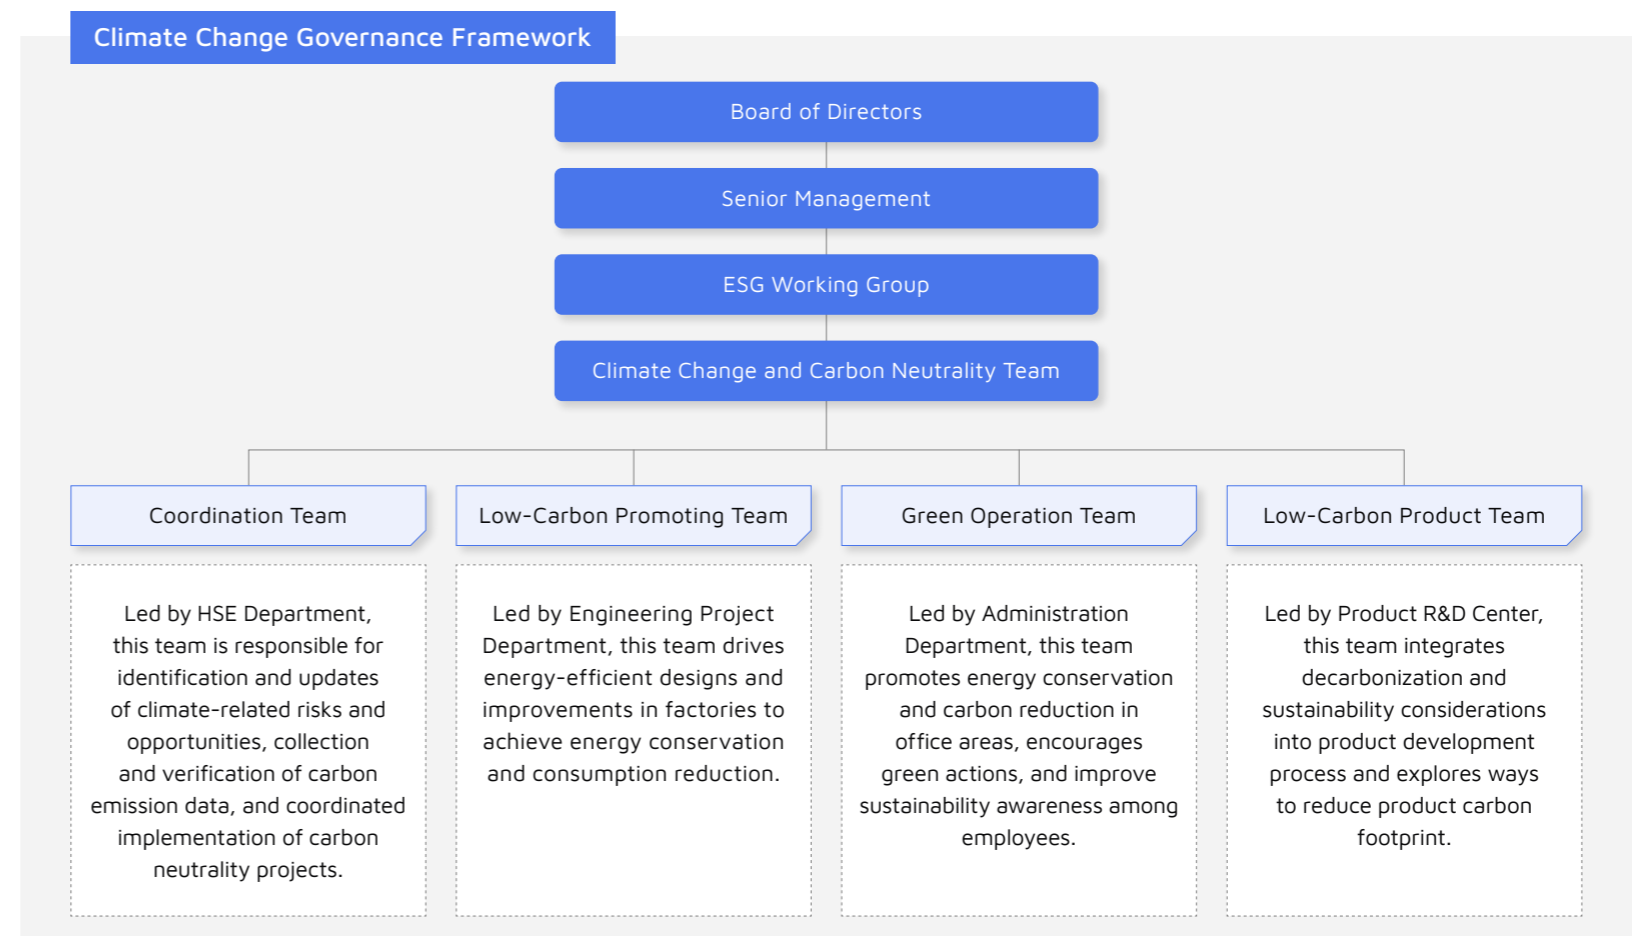 Climate Change Governance Framework
Board of Directors
Senior Management
ESG Working Group
Climate Change and Carbon Neutrality Team
Coordination Team
Led by HSE Department,
this team is responsible for
identification and updates
of climate-related risks and
opportunities, collection
and verification of carbon
emission data, and coordinated
implementation of carbon
neutrality projects.
Low-Carbon Promoting Team
Led by Engineering Project
Department, this team drives
energy-efficient designs and
improvements in factories to
achieve energy conservation
and consumption reduction.
Green Operation Team
Led by Administration
Department, this team
promotes energy conservation
and carbon reduction in
office areas, encourages
green actions, and improve
sustainability awareness among
employees.
Low-Carbon Product Team
Led by Product R&D Center,
this team integrates
decarbonization and
sustainability considerations
into product development
process and explores ways
to reduce product carbon
footprint.